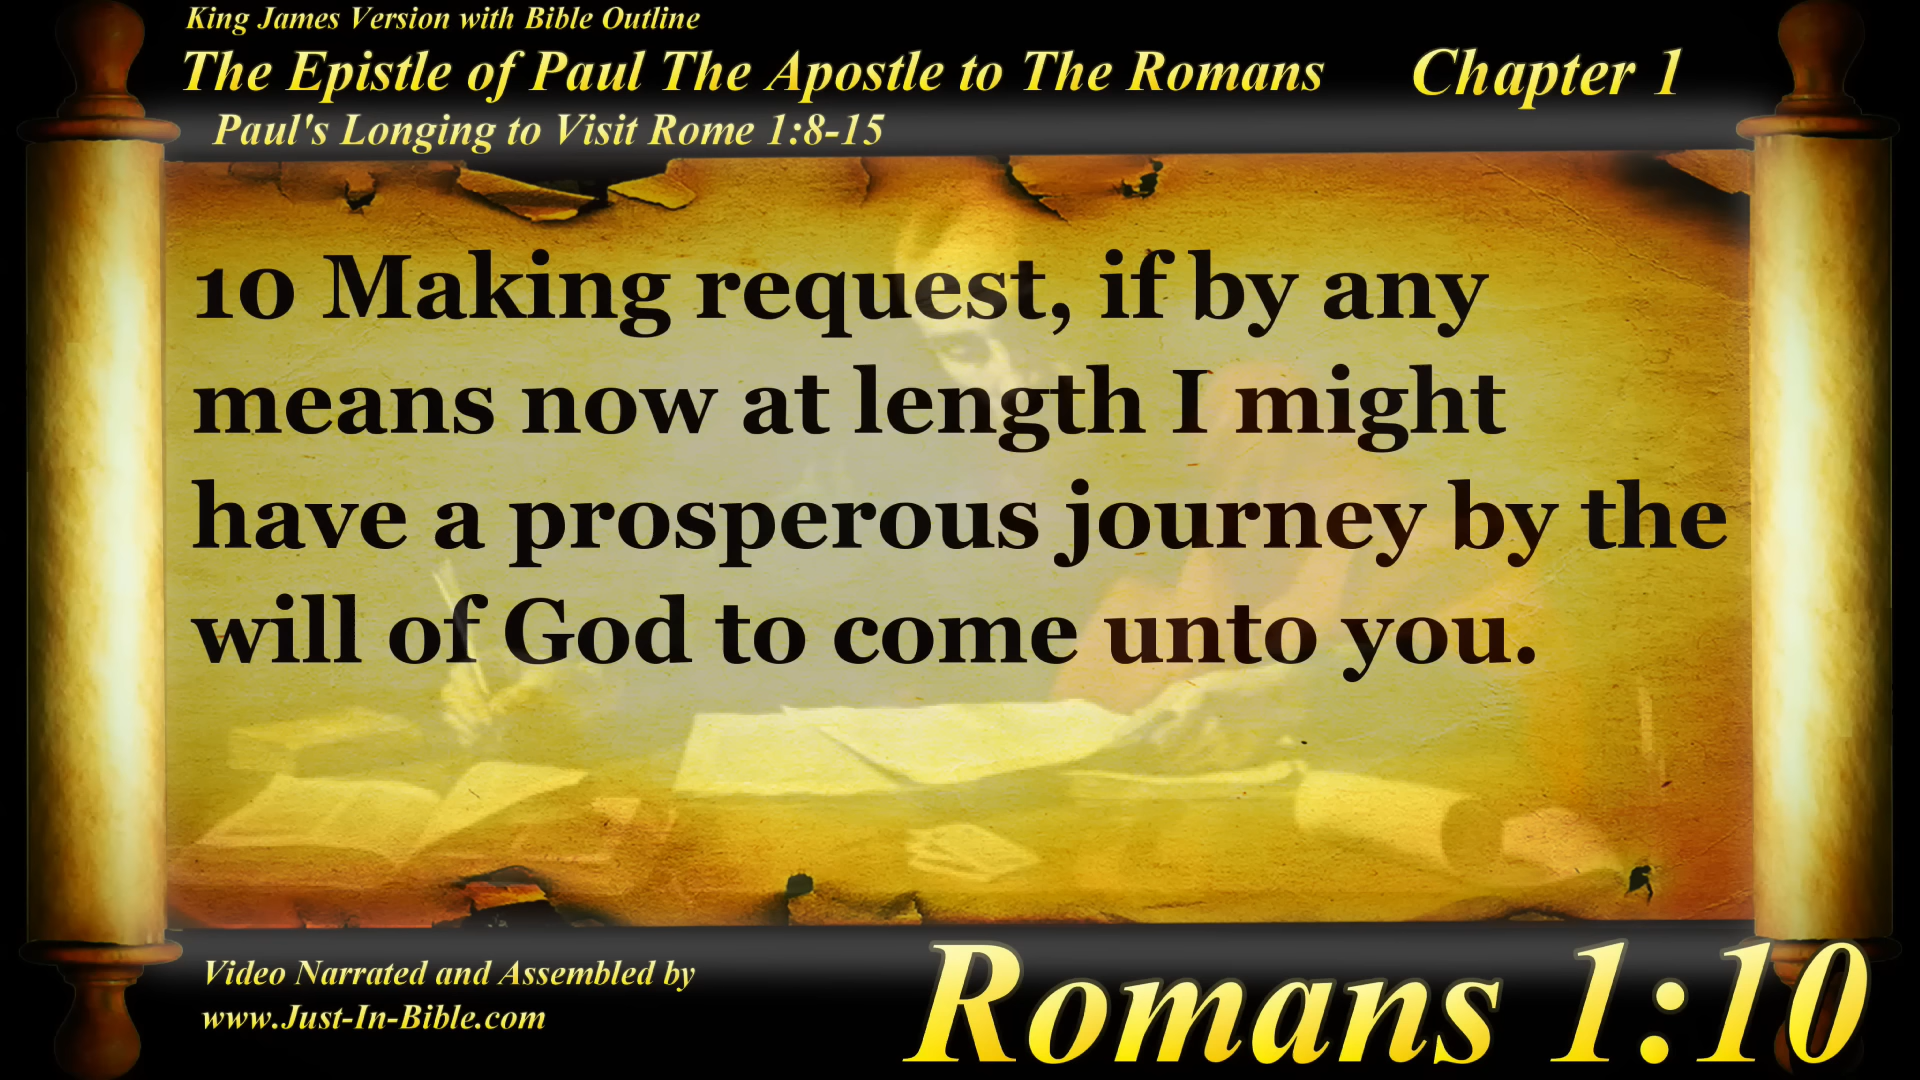 King James Version with Bible Outline
The Epistle of Paul The Apostle to The Romans Chapter 1
Paul's Longing to Visit Rome 1:8-15
10 Making request, if by any
means now at length I might
have a prosperous journey by the
will of God to come unto you.
Video Narrated and Assembled by
www.Just-In-Bible.com
Romans 1:10